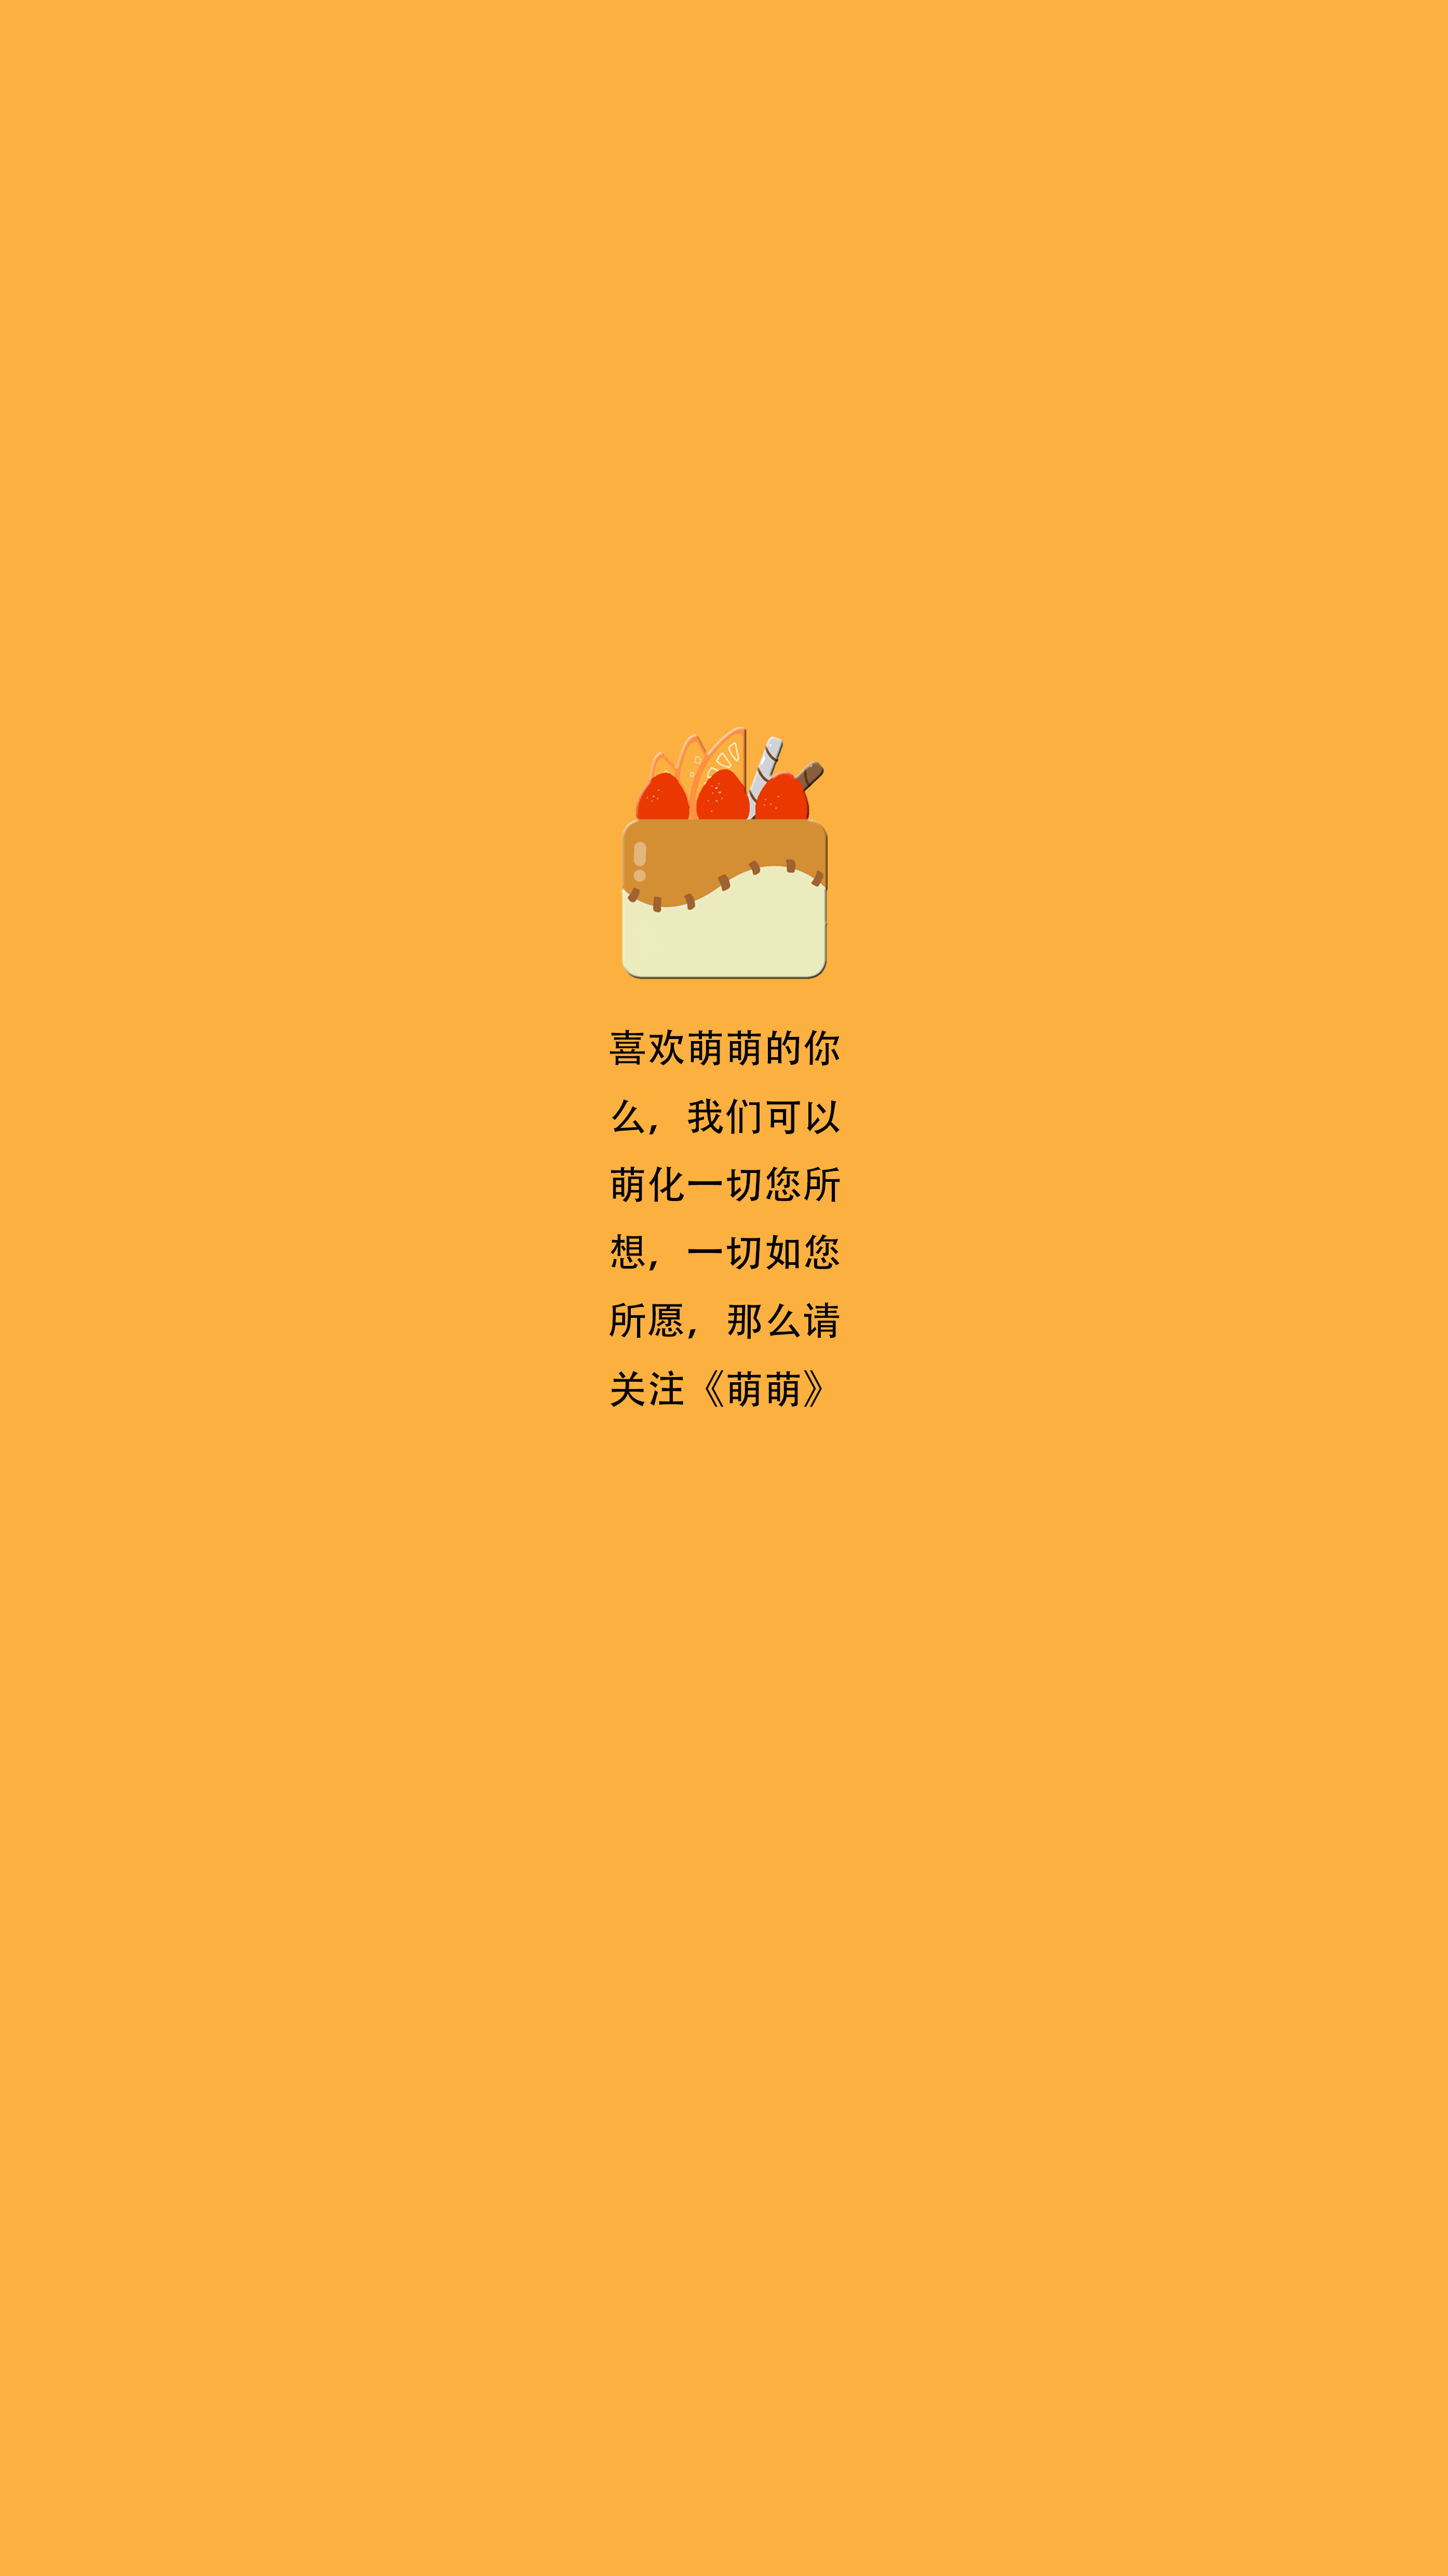 喜欢萌萌的你
么，我们可以
萌化一切您所
想，一切如您
所愿，那么请
关注《萌萌》